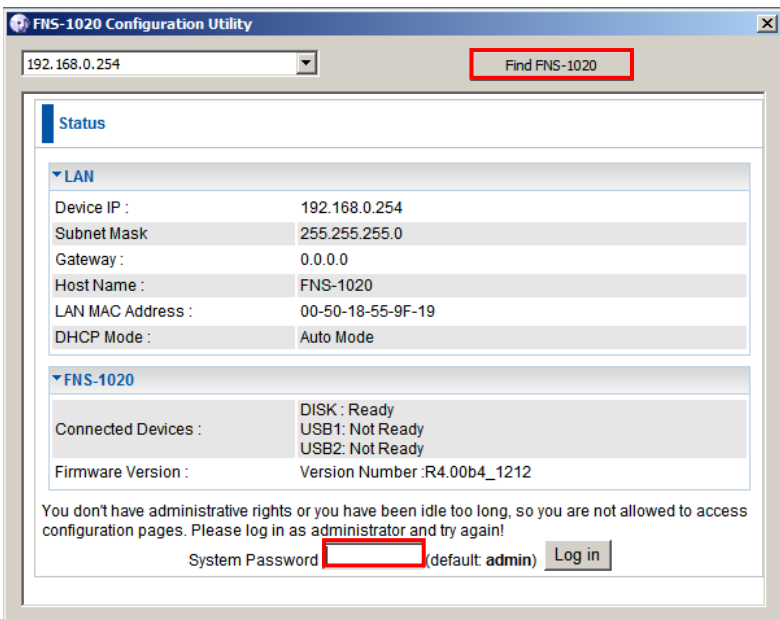 FNS-1020 Configuration Utility
192.168.0.254 Find FNS-1020
Status
LAN
Device IP : 192.168.0.254
Subnet Mask 255.255.255.0
Gateway : 0.0.0.0
Host Name : FNS-1020
LAN MAC Address : 00-50-18-55-9F-19
DHCP Mode : Auto Mode
FNS-1020
DISK : Ready
Connected Devices : USB1: Not Ready
USB2: Not Ready
Firmware Version : Version Number :R4.00b4_1212
You don't have administrative rights or you have been idle too long, so you are not allowed to access
configuration pages. Please log in as administrator and try again!
System Password (default: admin) Log in